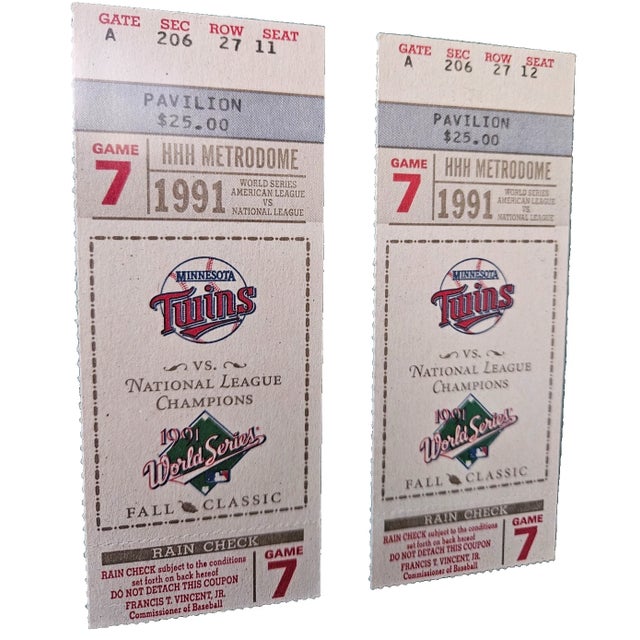 GATE SEC ROW SEAT
A 206 27 11
PAVILION
$25.00
GAME
7
HHH METRODOME
1991
WORLD SERIES
AMERICAN LEAGUE
VS
NATIONAL LEAGUE
MINNESOTA
Twins
VS.
NATIONAL LEAGUE
CHAMPIONS
1991
World Series
FALL CLASSIC
RAIN CHECK
RAIN CHECK subject to the conditions
set forth on back hereof
DO NOT DETACH THIS COUPON
FRANCIS T. VINCENT, JR.
Commissioner of Baseball
GAME
7
GATE SEC ROW SEAT
A 206 27 12
PAVILION
$25.00
GAME
7
HHH METRODOME
1991
WORLD SERIES
AMERICAN LEAGUE
VS
NATIONAL LEAGUE
MINNESOTA
Twins
VS.
NATIONAL LEAGUE
CHAMPIONS
1991
World Series
FALL CLASSIC
RAIN CHECK
RAIN CHECK subject to the conditions
set forth on back hereof
DO NOT DETACH THIS COUPON
FRANCIS T. VINCENT, JR.
Commissioner of Baseball
GAME
7